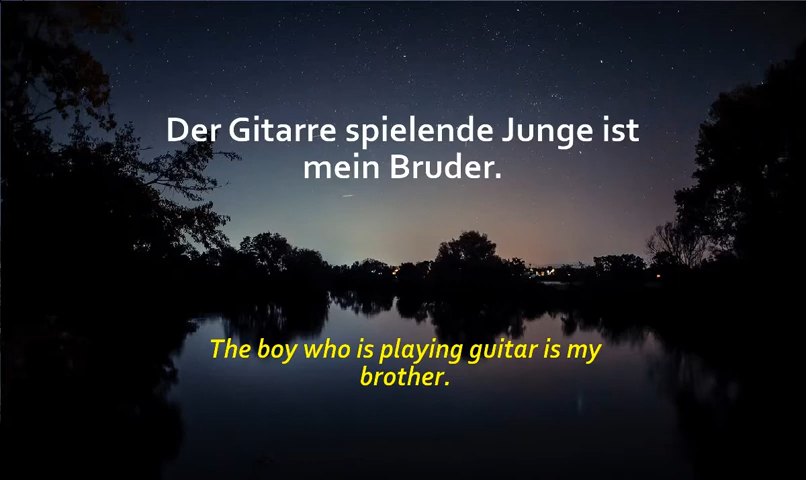 Der Gitarre spielende Junge ist
mein Bruder.
The boy who is playing guitar is my
brother.